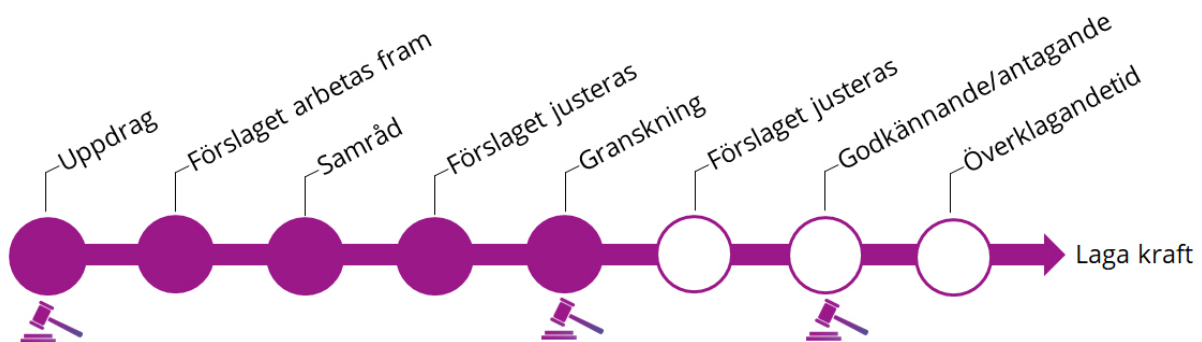 Uppdrag
Förslaget arbetas fram
Samråd
Förslaget justeras
Granskning
Förslaget justeras
Godkännande/antagande
Överklagandetid
Laga kraft